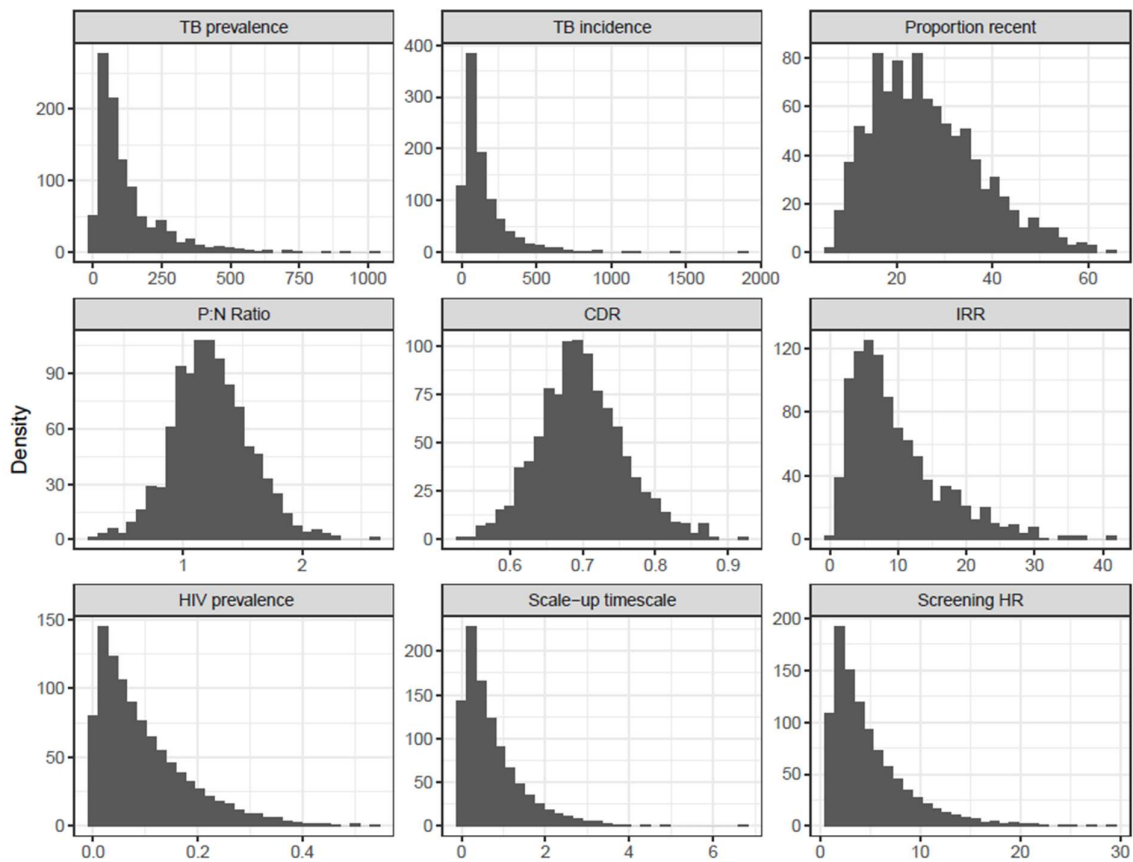 TB prevalence
TB incidence
Proportion recent
200
100
0
0 250 500 750 1000
400
300
200
100
0
0 500 1000 1500 2000
80
60
40
20
0
20 40 60
P:N Ratio
CDR
IRR
Density
90
60
30
0
1 2
100
75
50
25
0
0.6 0.7 0.8 0.9
120
80
40
0
0 10 20 30 40
HIV prevalence
Scale−up timescale
Screening HR
150
100
50
0
0.0 0.2 0.4
200
150
100
50
0
0 2 4 6
200
150
100
50
0
0 10 20 30